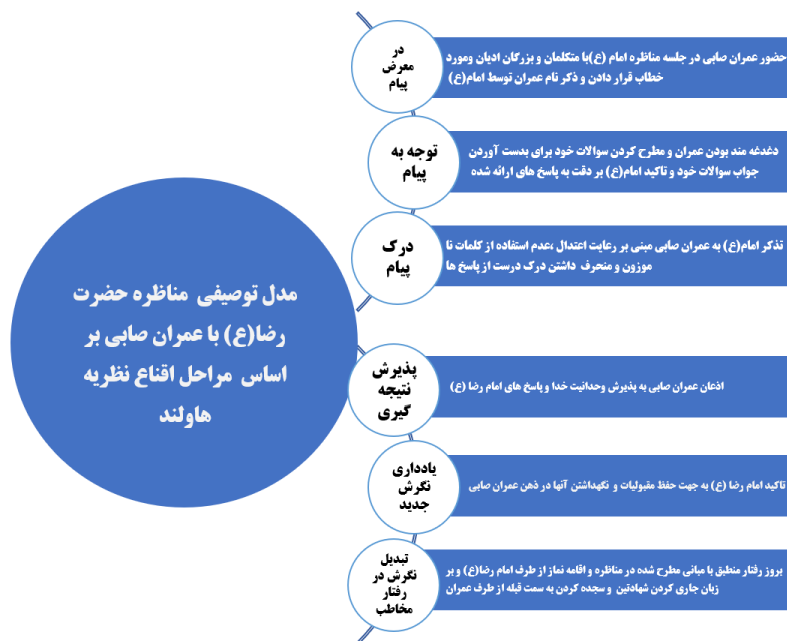 مدل توصیفی مناظره حضرت
رضا(ع) با عمران صابی بر
اساس مراحل اقناع نظریه
هاولند
در
معرض
پیام
حضور عمران صابی در جلسه مناظره امام (ع)با متکلمان و بزرگان ادیان ومورد
خطاب قرار دادن و ذکر نام عمران توسط امام(ع)
توجه به
پیام
دغدغه مند بودن عمران و مطرح کردن سوالات خود برای بدست آوردن
جواب سوالات خود و تاکید امام(ع) بر دقت به پاسخ های ارائه شده
درک
پیام
تذکر امام(ع) به عمران صابی مبنی بر رعایت اعتدال ،عدم استفاده از کلمات نا
موزون و منحرف داشتن درک درست از پاسخ ها
پذیرش
نتیجه
گیری
اذعان عمران صابی به پذیرش وحدانیت خدا و پاسخ های امام رضا (ع)
یادداری
نگرش
جدید
تاکید امام رضا (ع) به جهت حفظ مقبولیات و نگهداشتن آنها در ذهن عمران صابی
تبدیل
نگرش در
رفتار
مخاطب
بروز رفتار منطبق با مبانی مطرح شده در مناظره و اقامه نماز از طرف امام رضا(ع) و بر
زبان جاری کردن شهادتین و سجده کردن به سمت قبله از طرف عمران